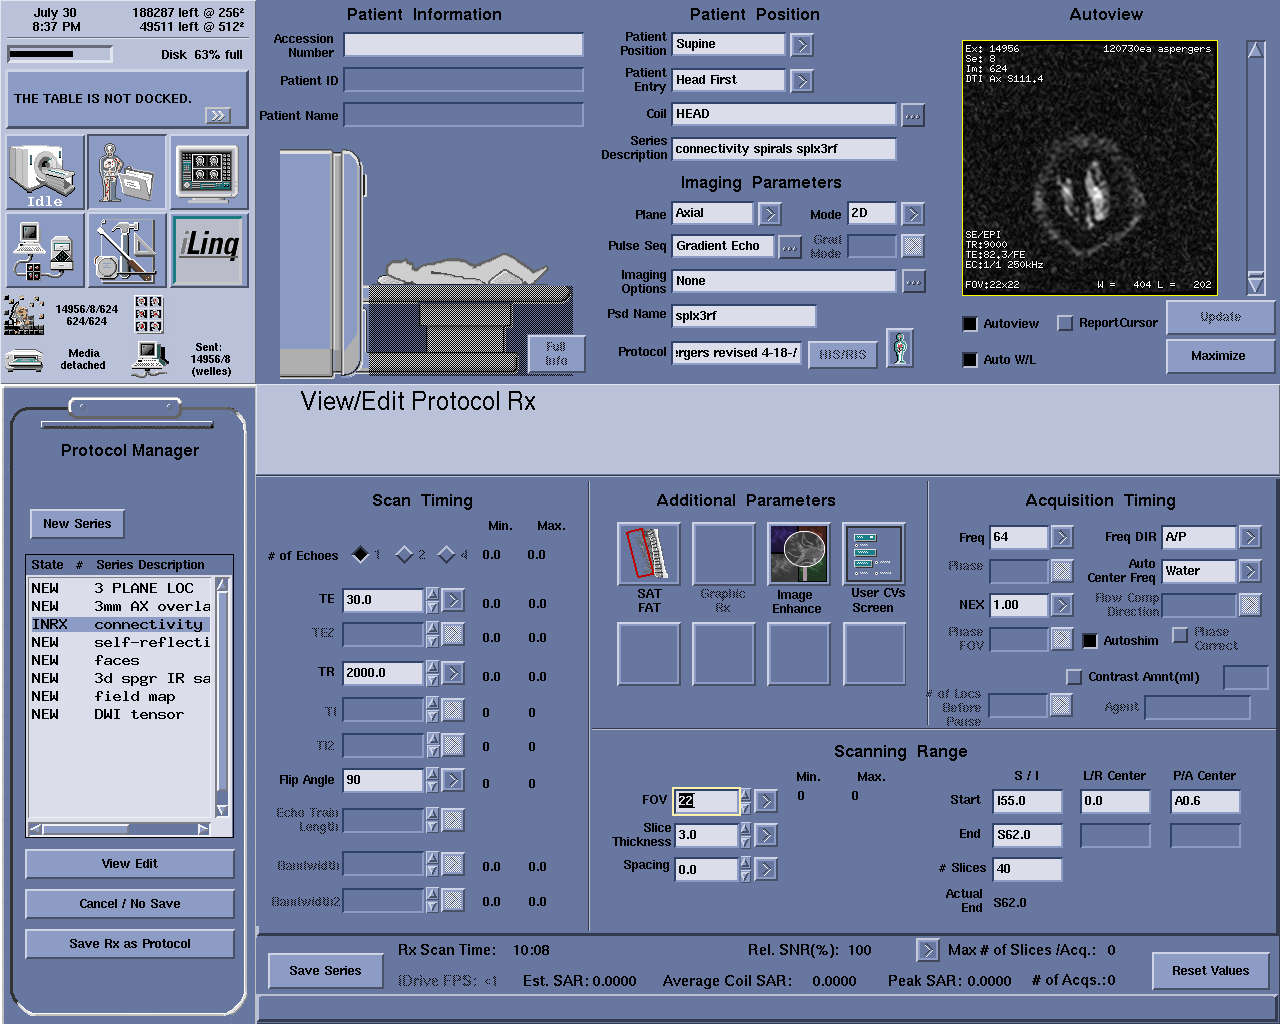 July 30
8:37 PM
188287 left @ 256²
49511 left @ 512²
Disk 63% full
THE TABLE IS NOT DOCKED.
>>
Idle
iLinq
14956/8/624
624/624
Media
detached
Sent:
14956/8
(welles)
Patient Information
Accession
Number
Patient ID
Patient Name
Full
Info
Patient Position
Patient
Position
Supine
Patient
Entry
Head First
Coil
HEAD
...
Series
Description
connectivity spirals splx3rf
Imaging Parameters
Plane
Axial
Mode
2D
Pulse Seq
Gradient Echo
...
Grad
Mode
Imaging
Options
None
...
Psd Name
splx3rf
Protocol
ergers revised 4-18-/
HIS/RIS
Autoview
Ex: 14956
Se: 8
Im: 624
DTI Ax S111.4
120730ea aspergers
SE/EPI
TR:9000
TE:82.3/FE
EC:1/1 250kHz
FOV:22x22
W = 404 L = 202
Autoview
ReportCursor
Update
Auto W/L
Maximize
Protocol Manager
New Series
State # Series Description
NEW 3 PLANE LOC
NEW 3mm AX overla
INRX connectivity
NEW self-reflecti
NEW faces
NEW 3d spgr IR sa
NEW field map
NEW DWI tensor
View Edit
Cancel / No Save
Save Rx as Protocol
View/Edit Protocol Rx
Scan Timing
Min. Max.
# of Echoes 1 2 4 0.0 0.0
TE 30.0 0.0 0.0
TE2 0.0 0.0
TR 2000.0 0.0 0.0
TI 0 0
TI2 0 0
Flip Angle 90 0 0
Echo Train
Length
Bandwidth 0.0 0.0
Bandwidth2 0.0 0.0
Additional Parameters
SAT
FAT
Graphic
Rx
Image
Enhance
User CVs
Screen
Acquisition Timing
Freq 64
Freq DIR A/P
Phase
Auto
Center Freq
Water
NEX 1.00
Flow Comp
Direction
Phase
FOV
Autoshim
Phase
Correct
Contrast Amnt(ml)
# of Locs
Before
Pause
Agent
Scanning Range
Min. Max.
S / I L/R Center P/A Center
FOV 22 0 0
Start I55.0 0.0 A0.6
Slice
Thickness
3.0
End S62.0
Spacing 0.0
# Slices 40
Actual
End
S62.0
Save Series
Rx Scan Time: 10:08
Rel. SNR(%): 100
Max # of Slices /Acq.: 0
iDrive FPS: <1
Est. SAR: 0.0000
Average Coil SAR: 0.0000
Peak SAR: 0.0000
# of Acqs.:0
Reset Values